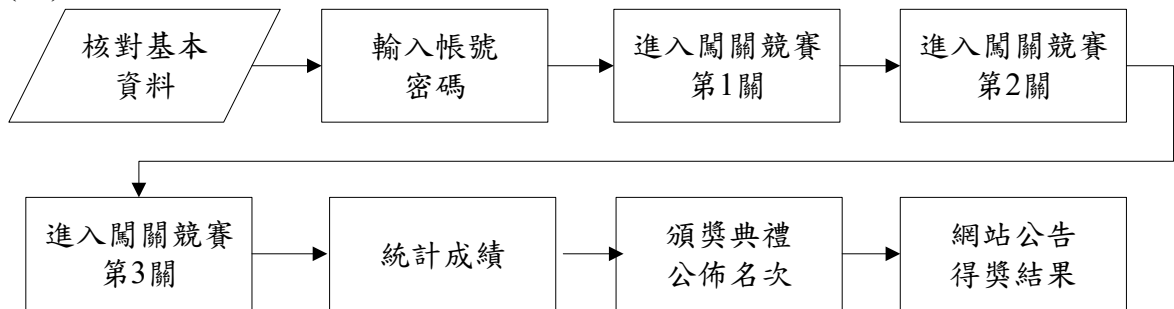 核對基本
資料
輸入帳號
密碼
進入闖關競賽
第1關
進入闖關競賽
第2關
進入闖關競賽
第3關
統計成績
頒獎典禮
公佈名次
網站公告
得獎結果